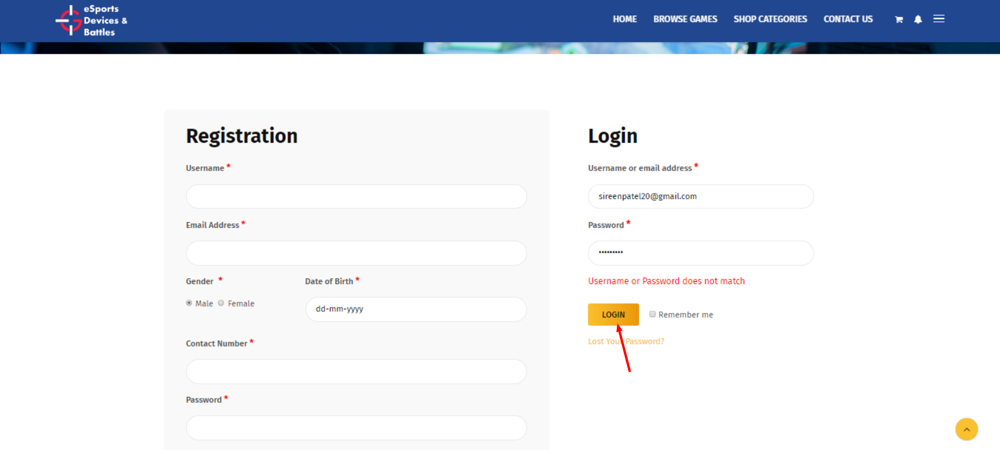 eSports
Devices &
Battles
HOME BROWSE GAMES SHOP CATEGORIES CONTACT US
Registration
Username *
Email Address *
Gender * Date of Birth *
Male Female
dd-mm-yyyy
Contact Number *
Password *
Login
Username or email address *
sireenpatel20@gmail.com
Password *
•••••••••
Username or Password does not match
LOGIN Remember me
Lost Your Password?